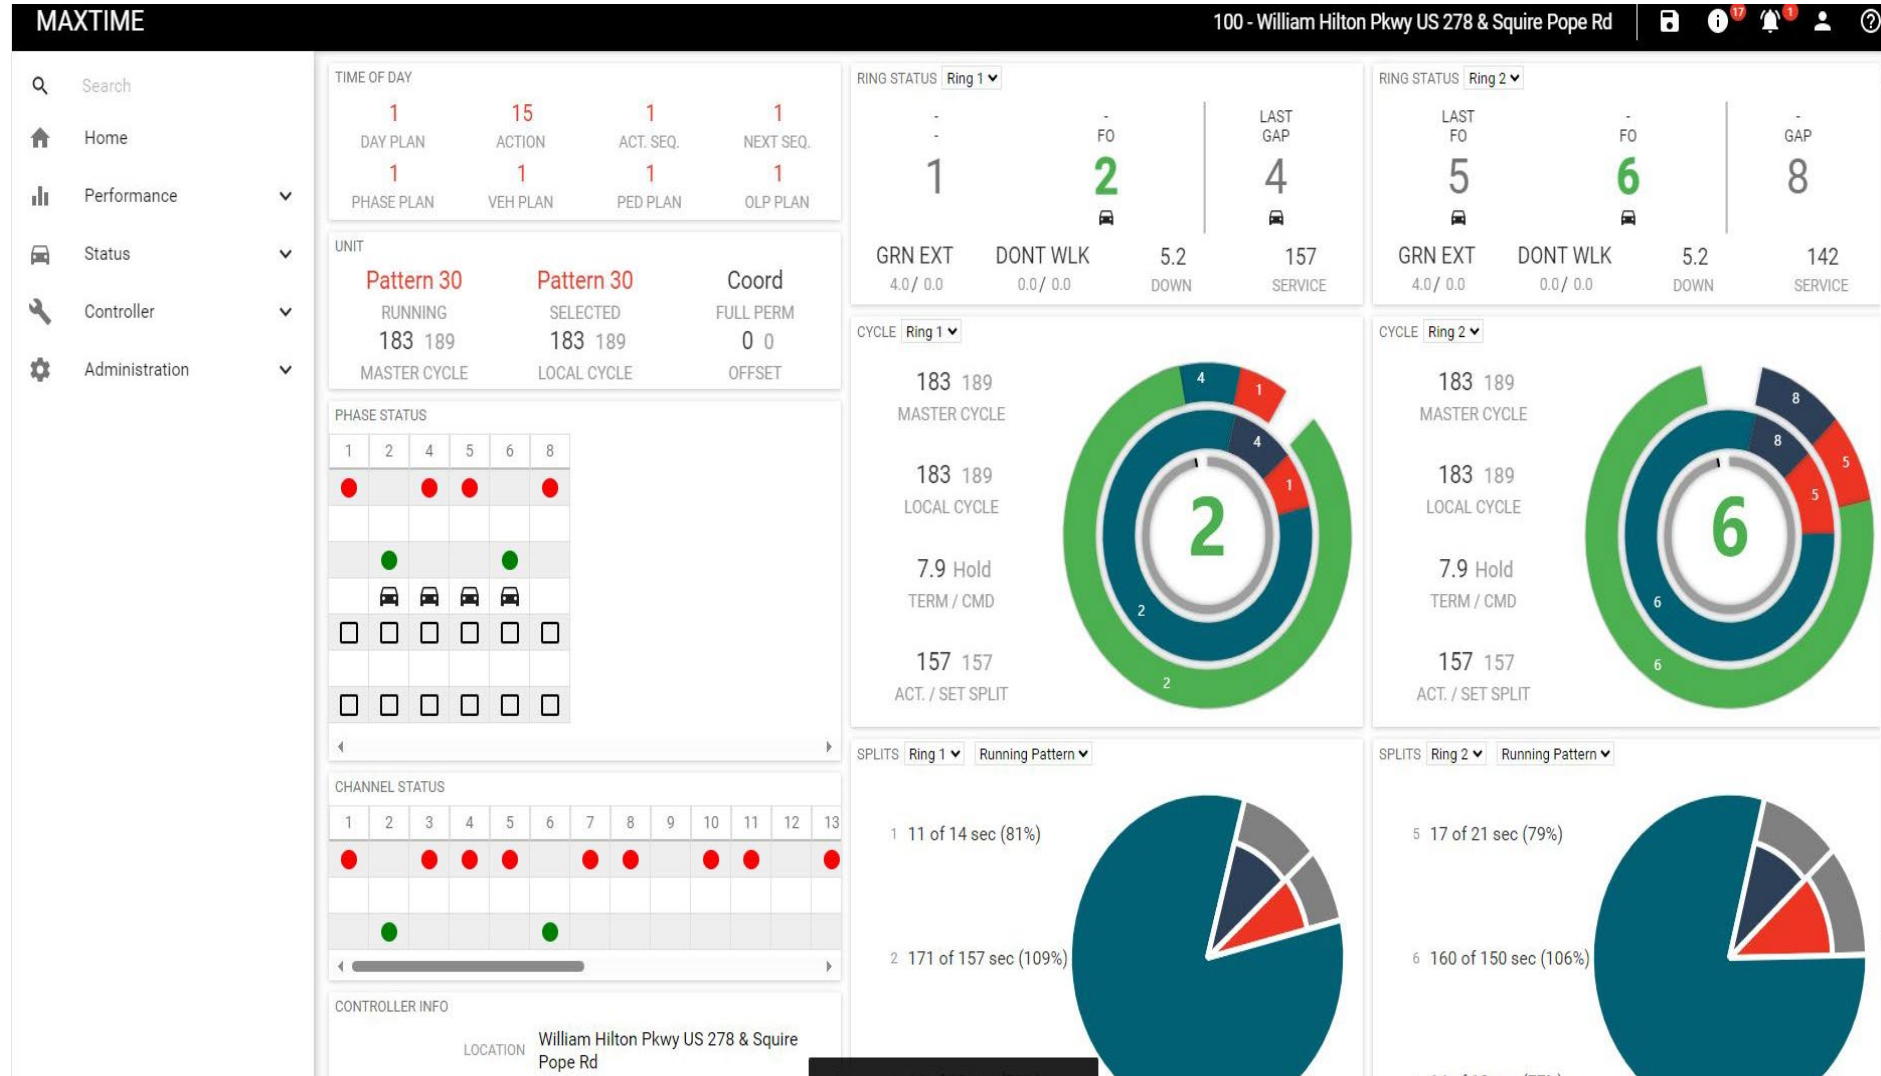 MAXTIME
100 - William Hilton Pkwy US 278 & Squire Pope Rd
17
1
Search
Home
Performance
Status
Controller
Administration
TIME OF DAY
1 15 1 1
DAY PLAN ACTION ACT. SEQ. NEXT SEQ.
1 1 1 1
PHASE PLAN VEH PLAN PED PLAN OLP PLAN
UNIT
Pattern 30 Pattern 30 Coord
RUNNING SELECTED FULL PERM
183 189 183 189 0 0
MASTER CYCLE LOCAL CYCLE OFFSET
PHASE STATUS
1 2 4 5 6 8
CHANNEL STATUS
1 2 3 4 5 6 7 8 9 10 11 12 13
CONTROLLER INFO
LOCATION
William Hilton Pkwy US 278 & Squire
Pope Rd
RING STATUS Ring 1
- - LAST
- FO GAP
1 2 4
GRN EXT DONT WLK 5.2 157
4.0 / 0.0 0.0 / 0.0 DOWN SERVICE
CYCLE Ring 1
183 189
MASTER CYCLE
183 189
LOCAL CYCLE
7.9 Hold
TERM / CMD
157 157
ACT. / SET SPLIT
4
1
4
1
2
2
2
SPLITS Ring 1 Running Pattern
1 11 of 14 sec (81%)
2 171 of 157 sec (109%)
RING STATUS Ring 2
LAST - -
FO FO GAP
5 6 8
GRN EXT DONT WLK 5.2 142
4.0 / 0.0 0.0 / 0.0 DOWN SERVICE
CYCLE Ring 2
183 189
MASTER CYCLE
183 189
LOCAL CYCLE
7.9 Hold
TERM / CMD
157 157
ACT. / SET SPLIT
8
8
5
5
6
6
6
SPLITS Ring 2 Running Pattern
5 17 of 21 sec (79%)
6 160 of 150 sec (106%)